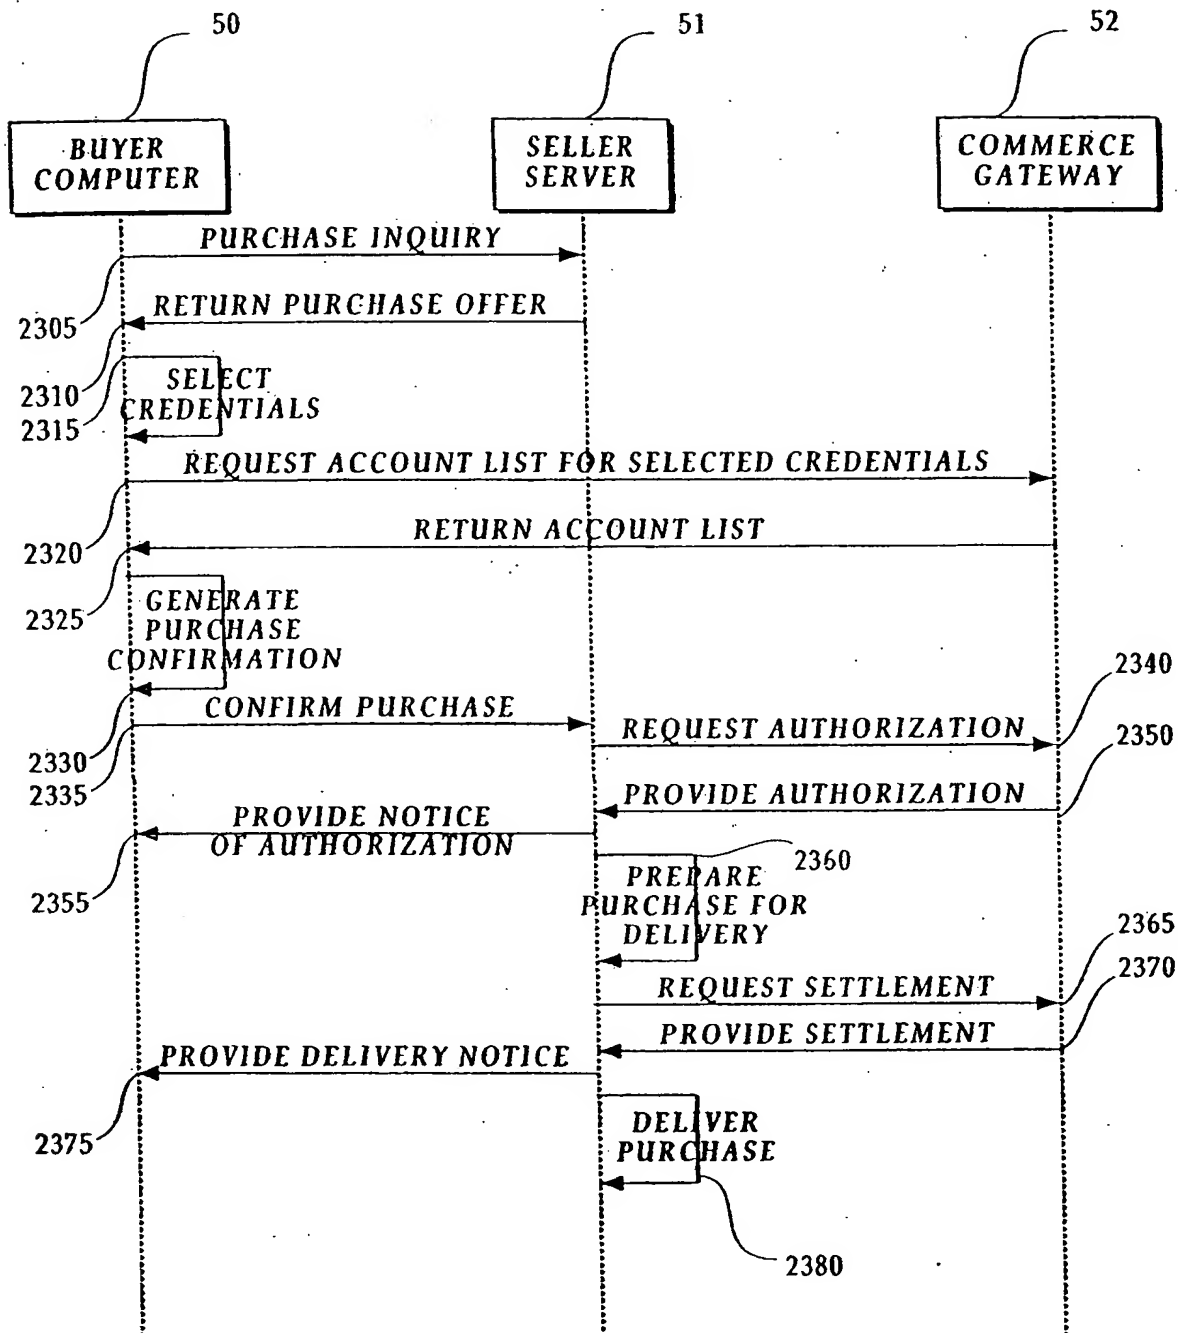 50
51
52
BUYER
COMPUTER
SELLER
SERVER
COMMERCE
GATEWAY
PURCHASE INQUIRY
2305
RETURN PURCHASE OFFER
2310
2315
SELECT
CREDENTIALS
REQUEST ACCOUNT LIST FOR SELECTED CREDENTIALS
2320
RETURN ACCOUNT LIST
2325
GENERATE
PURCHASE
CONFIRMATION
2330
CONFIRM PURCHASE
2335
REQUEST AUTHORIZATION
2340
PROVIDE AUTHORIZATION
2350
PROVIDE NOTICE
OF AUTHORIZATION
2355
2360
PREPARE
PURCHASE FOR
DELIVERY
REQUEST SETTLEMENT
2365
PROVIDE SETTLEMENT
2370
PROVIDE DELIVERY NOTICE
2375
DELIVER
PURCHASE
2380